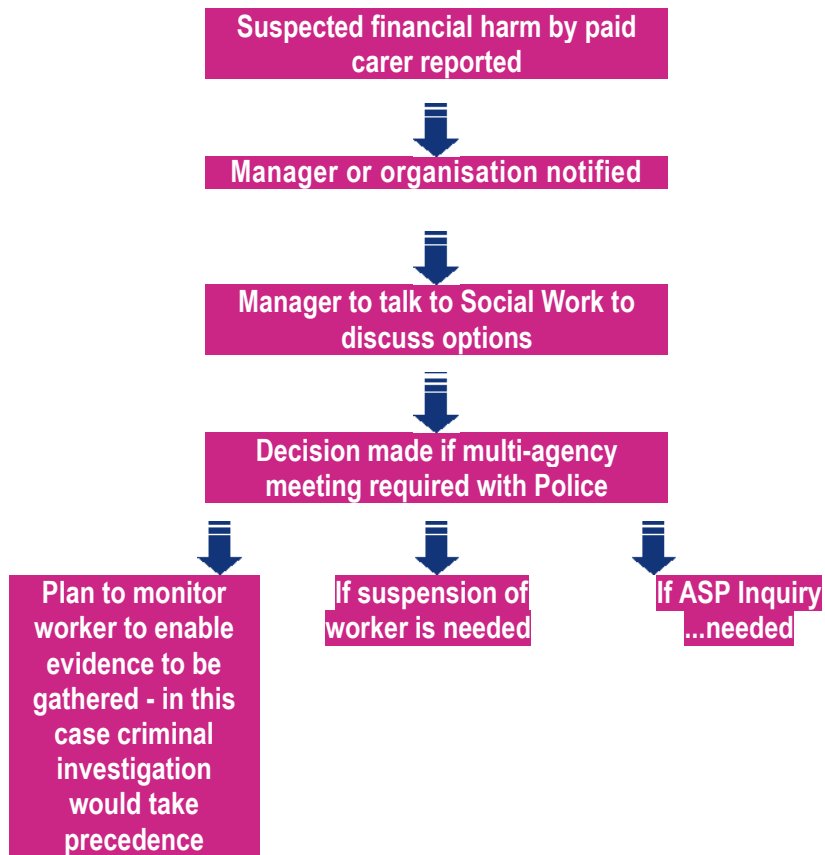 Suspected financial harm by paid
carer reported
Manager or organisation notified
Manager to talk to Social Work to
discuss options
Decision made if multi-agency
meeting required with Police
Plan to monitor
worker to enable
evidence to be
gathered - in this
case criminal
investigation
would take
precedence
If suspension of
worker is needed
If ASP Inquiry
...needed